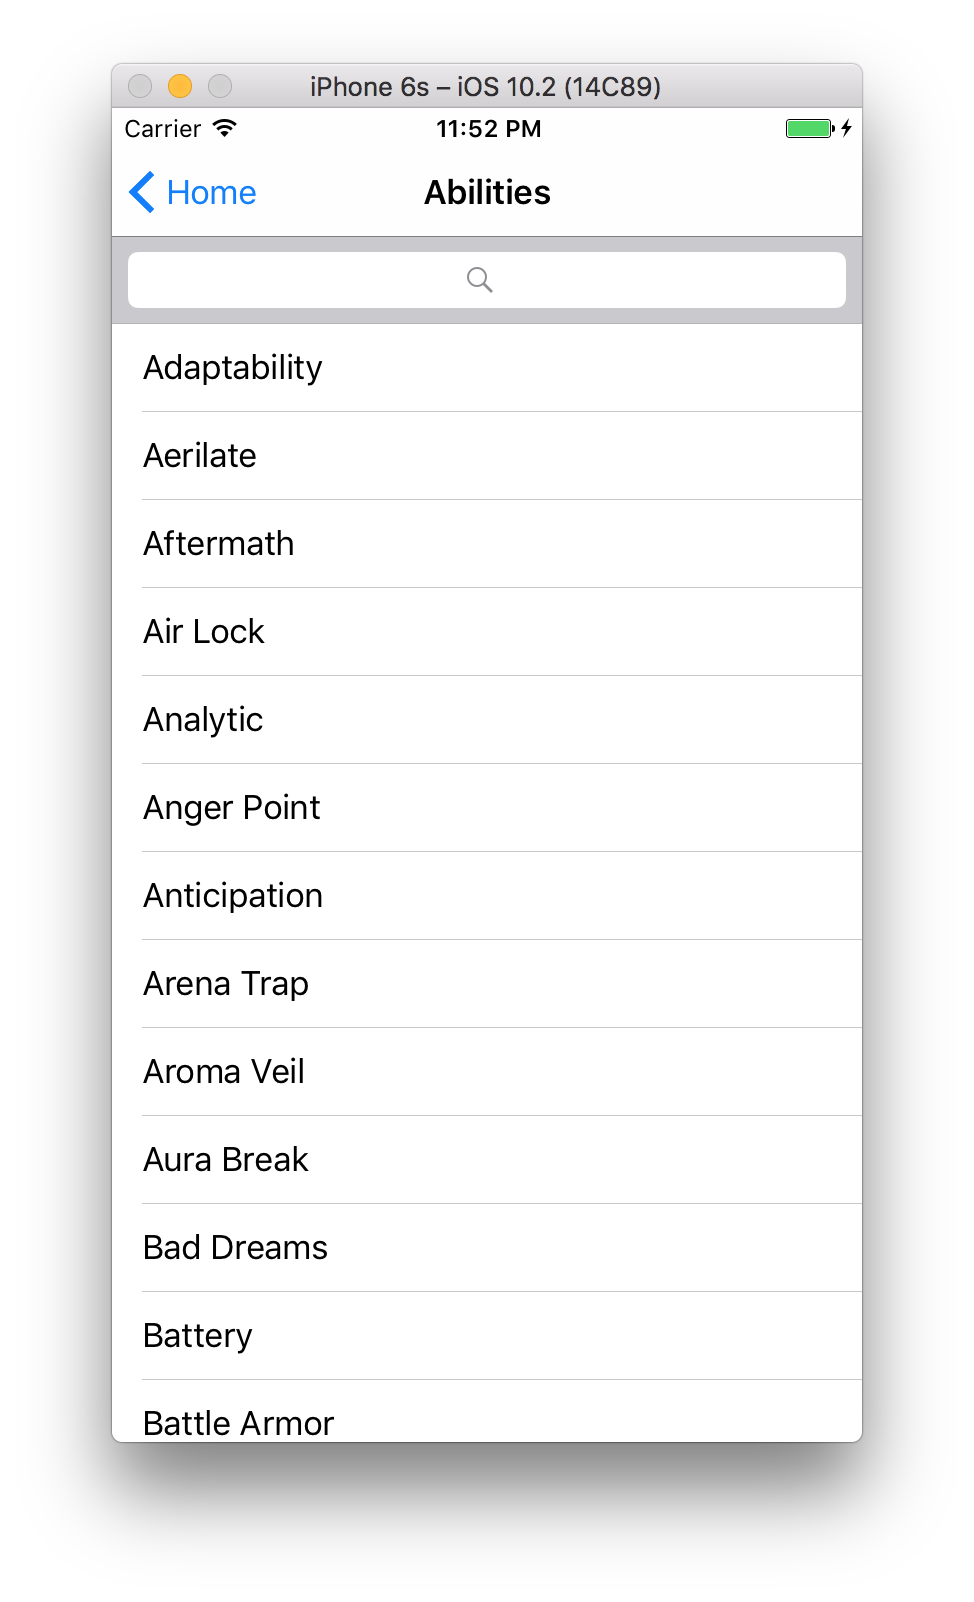 iPhone 6s – iOS 10.2 (14C89)
Carrier 11:52 PM
Home Abilities
Adaptability
Aerilate
Aftermath
Air Lock
Analytic
Anger Point
Anticipation
Arena Trap
Aroma Veil
Aura Break
Bad Dreams
Battery
Battle Armor